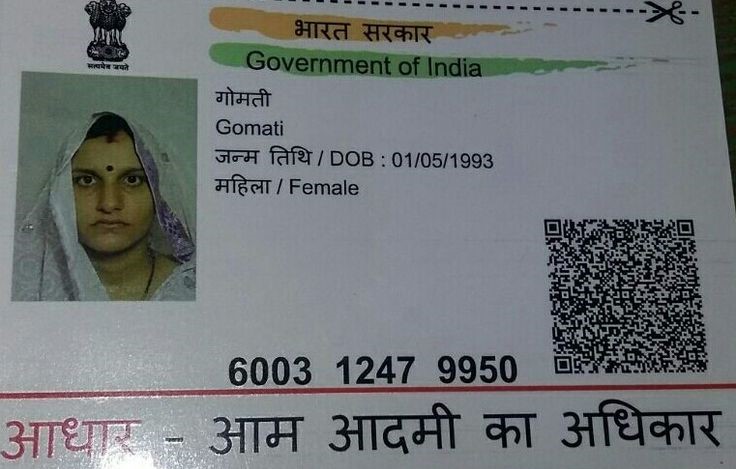 सत्यमेव जयते
भारत सरकार
Government of India
गोमती
Gomati
जन्म तिथि / DOB : 01/05/1993
महिला / Female
6003 1247 9950
आधार - आम आदमी का अधिकार